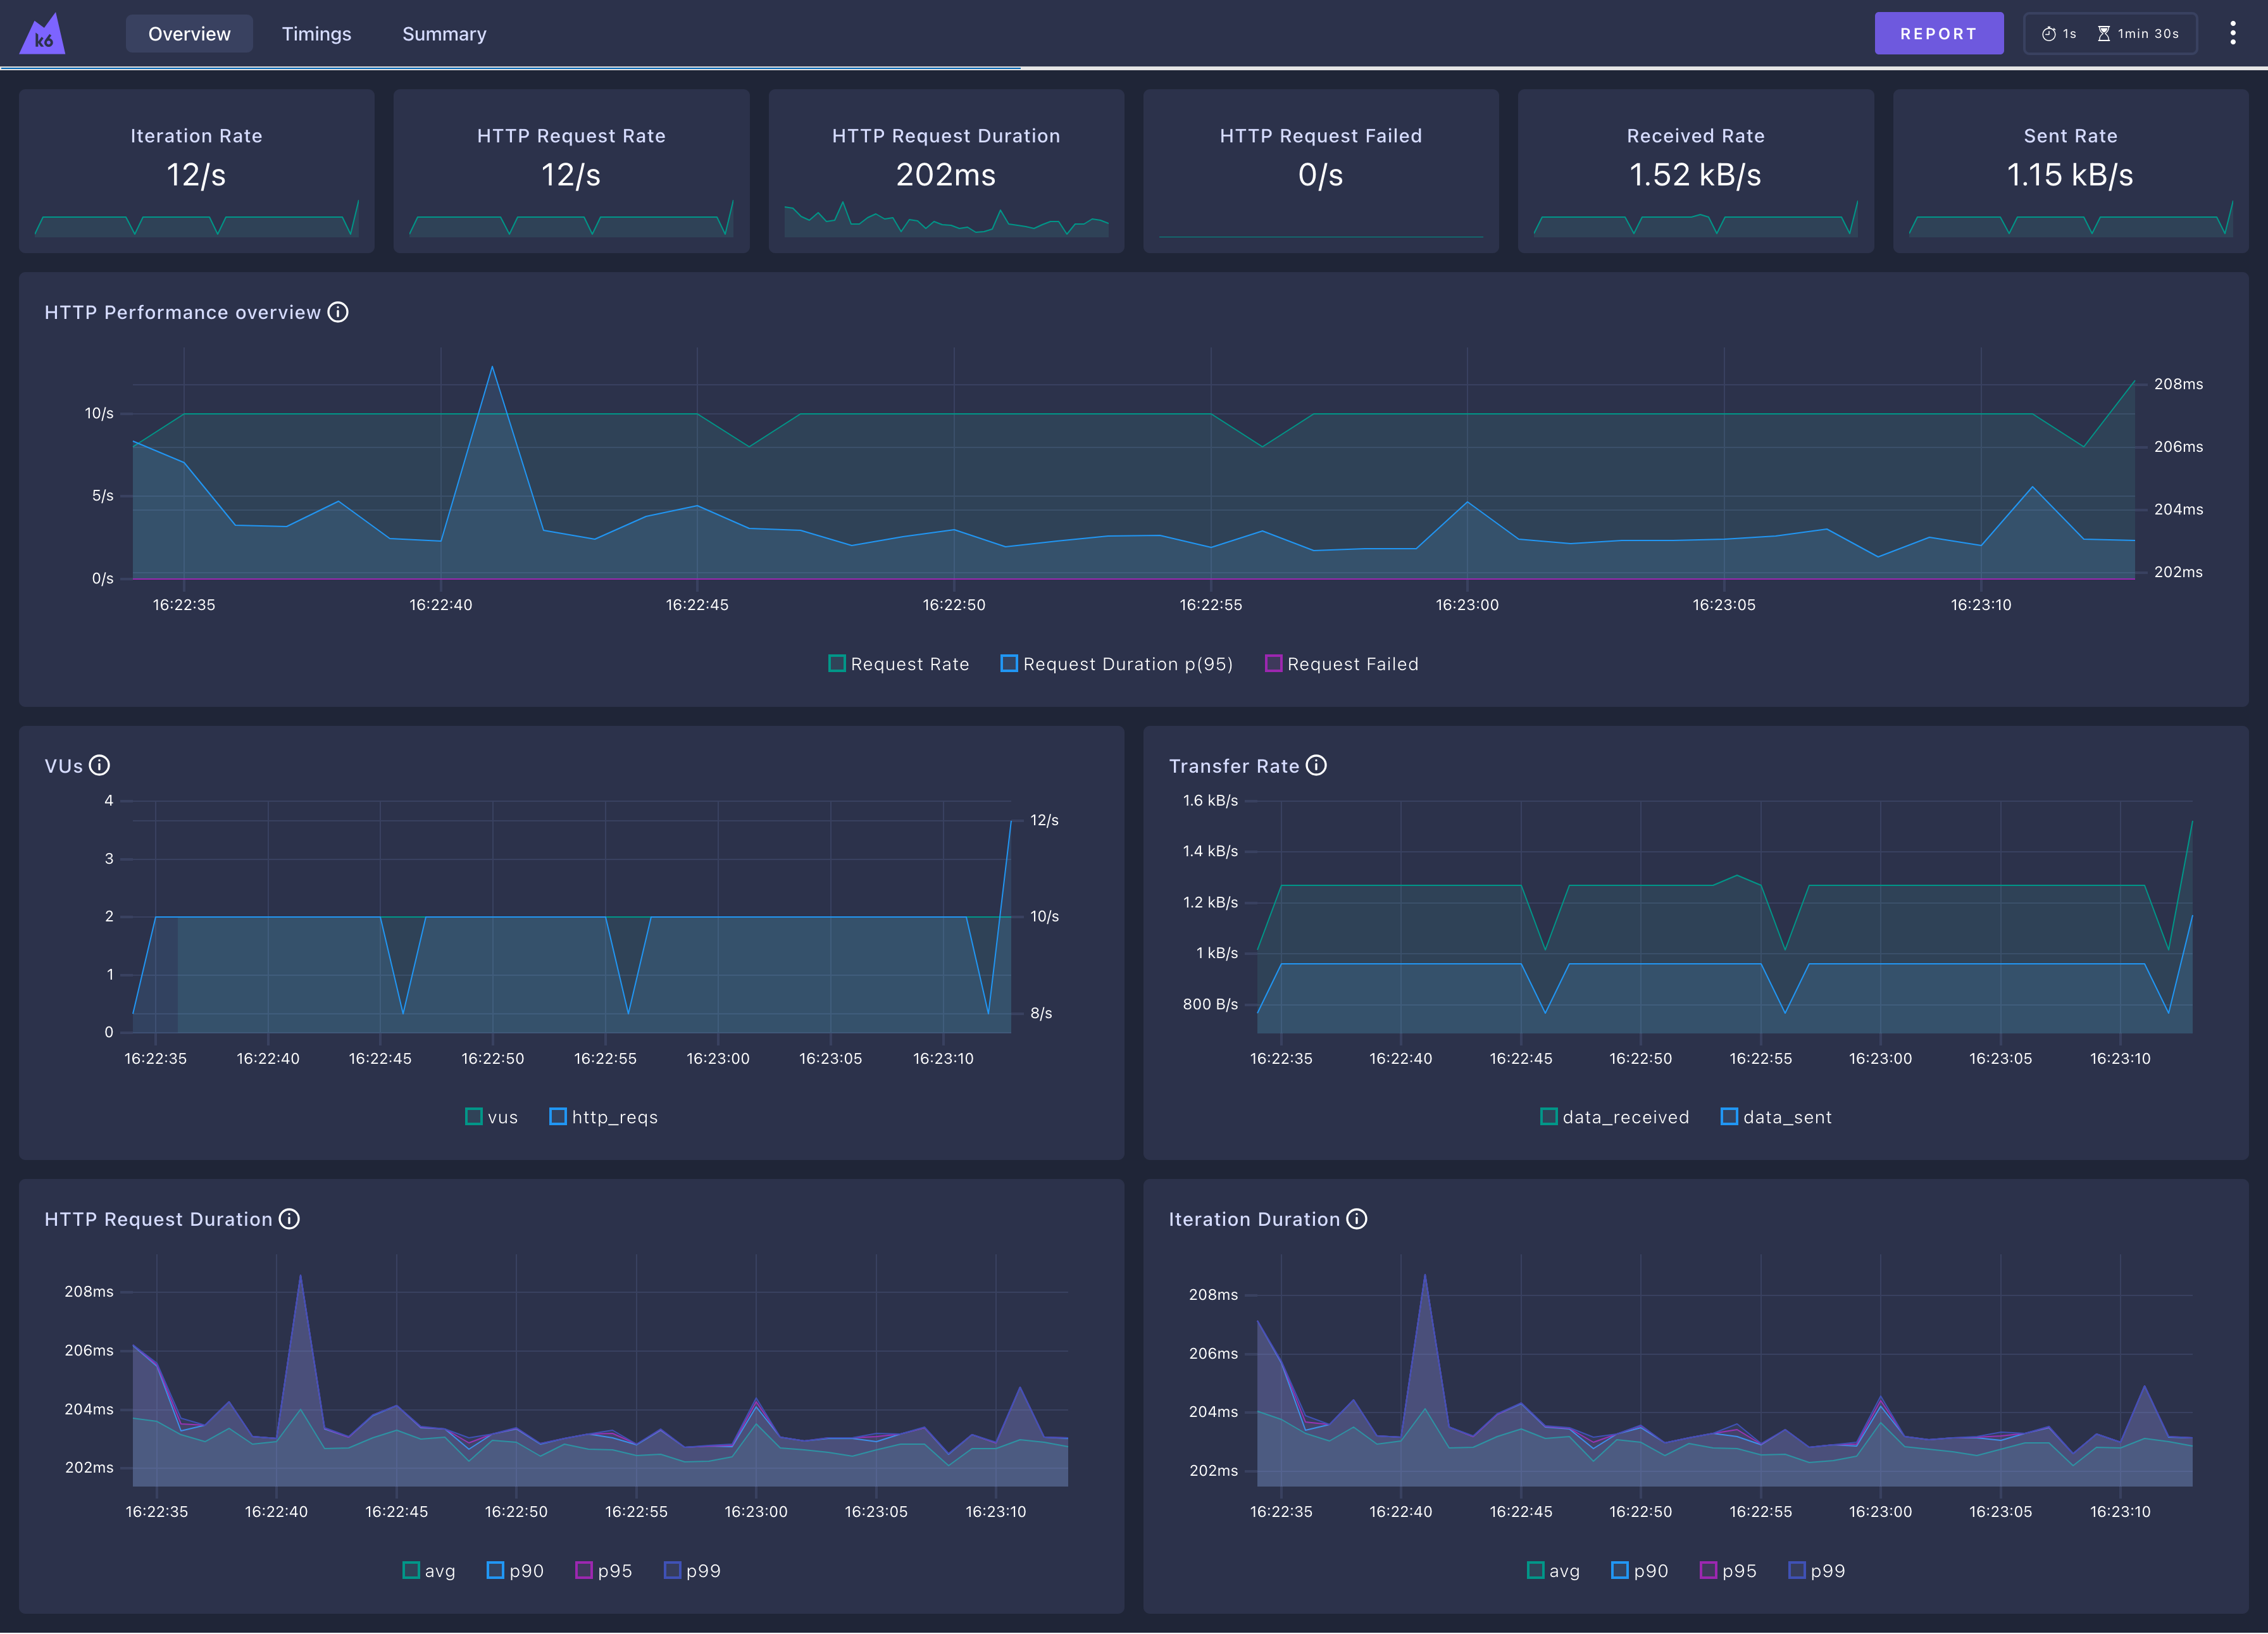 k6 Overview Timings Summary REPORT 1s 1min 30s
Iteration Rate
12/s
HTTP Request Rate
12/s
HTTP Request Duration
202ms
HTTP Request Failed
0/s
Received Rate
1.52 kB/s
Sent Rate
1.15 kB/s
HTTP Performance overview
10/s
5/s
0/s
208ms
206ms
204ms
202ms
16:22:35 16:22:40 16:22:45 16:22:50 16:22:55 16:23:00 16:23:05 16:23:10
Request Rate Request Duration p(95) Request Failed
VUs
4
3
2
1
0
12/s
10/s
8/s
16:22:35 16:22:40 16:22:45 16:22:50 16:22:55 16:23:00 16:23:05 16:23:10
vus http_reqs
Transfer Rate
1.6 kB/s
1.4 kB/s
1.2 kB/s
1 kB/s
800 B/s
16:22:35 16:22:40 16:22:45 16:22:50 16:22:55 16:23:00 16:23:05 16:23:10
data_received data_sent
HTTP Request Duration
208ms
206ms
204ms
202ms
16:22:35 16:22:40 16:22:45 16:22:50 16:22:55 16:23:00 16:23:05 16:23:10
avg p90 p95 p99
Iteration Duration
208ms
206ms
204ms
202ms
16:22:35 16:22:40 16:22:45 16:22:50 16:22:55 16:23:00 16:23:05 16:23:10
avg p90 p95 p99